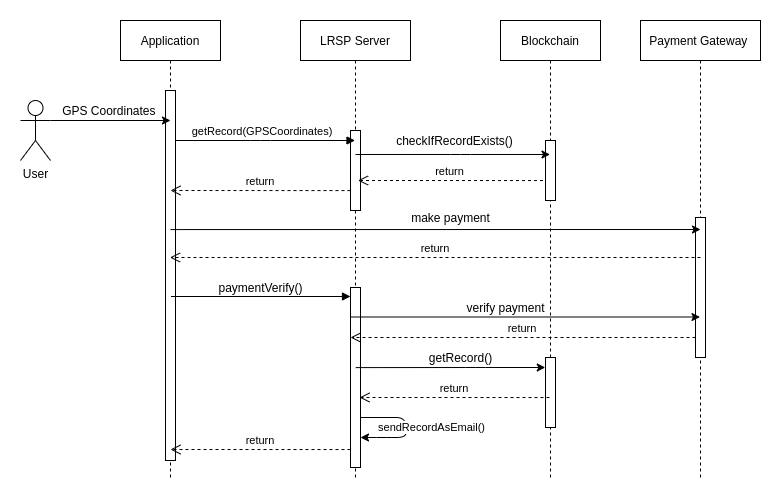 Application
LRSP Server
Blockchain
Payment Gateway
GPS Coordinates
User
getRecord(GPSCoordinates)
checkIfRecordExists()
return
return
make payment
return
paymentVerify()
verify payment
return
getRecord()
return
sendRecordAsEmail()
return